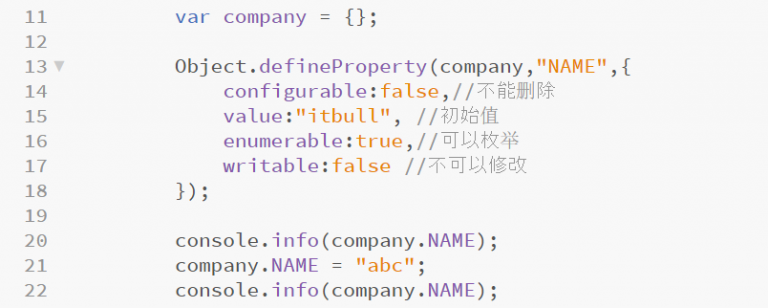 11 var company = {};
12
13 Object.defineProperty(company,"NAME",{
14 configurable:false,//不能删除
15 value:"itbull", //初始值
16 enumerable:true,//可以枚举
17 writable:false //不可以修改
18 });
19
20 console.info(company.NAME);
21 company.NAME = "abc";
22 console.info(company.NAME);